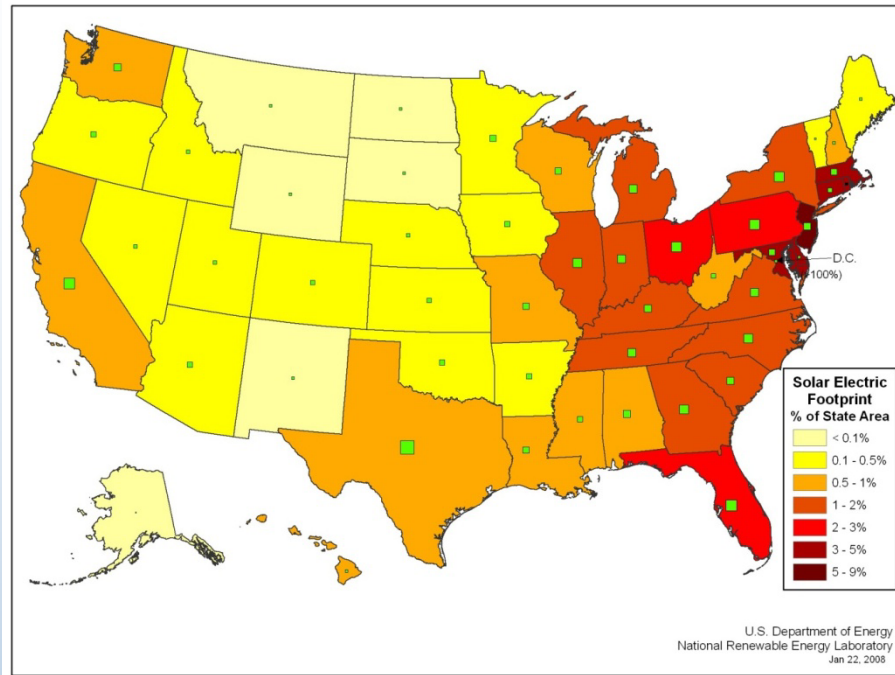 D.C.
(100%)
Solar Electric
Footprint
% of State Area
< 0.1%
0.1 - 0.5%
0.5 - 1%
1 - 2%
2 - 3%
3 - 5%
5 - 9%
U.S. Department of Energy
National Renewable Energy Laboratory
Jan 22, 2008